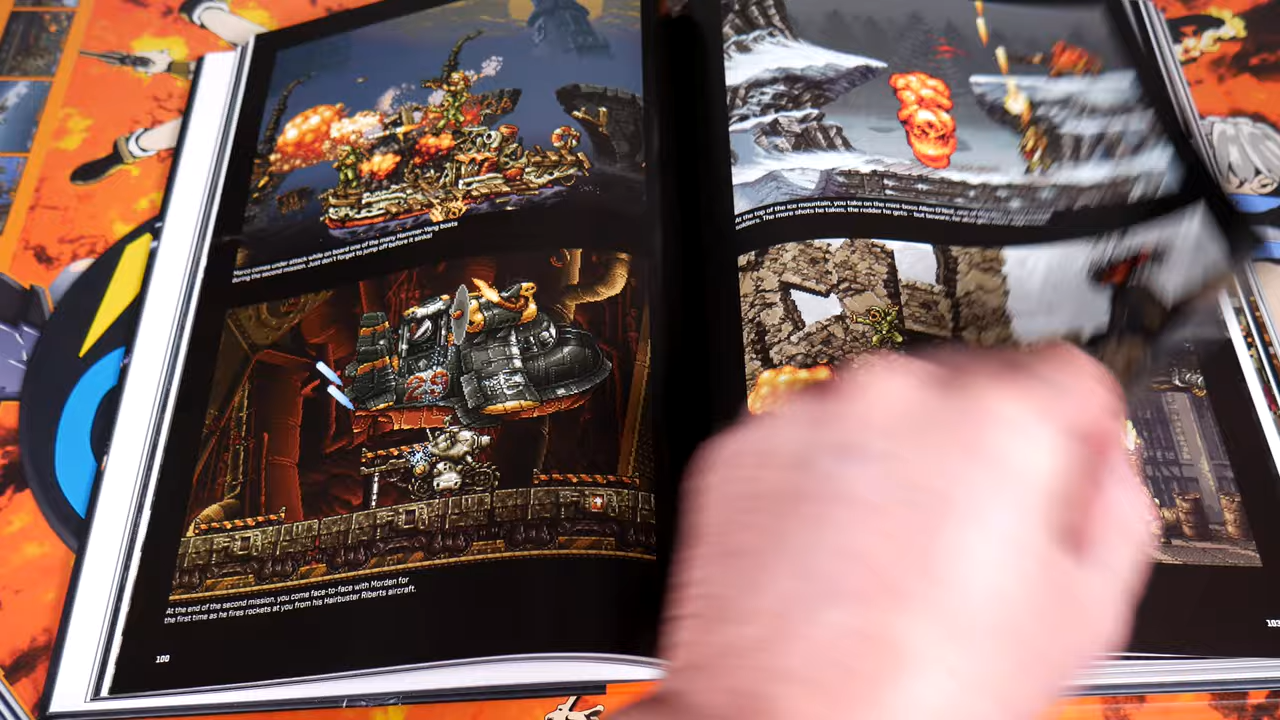 Marco comes under attack while on board one of the many Hammer-Yang boats
during the second mission. Just don't forget to jump off before it sinks!
At the end of the second mission, you come face-to-face with Morden for
the first time as he fires rockets at you from his Hairbuster Riberts aircraft.
100
At the top of the ice mountain, you take on the mini-boss Allen O'Neil, one of
soldiers. The more shots he takes, the redder he gets – but beware, he also
29
103